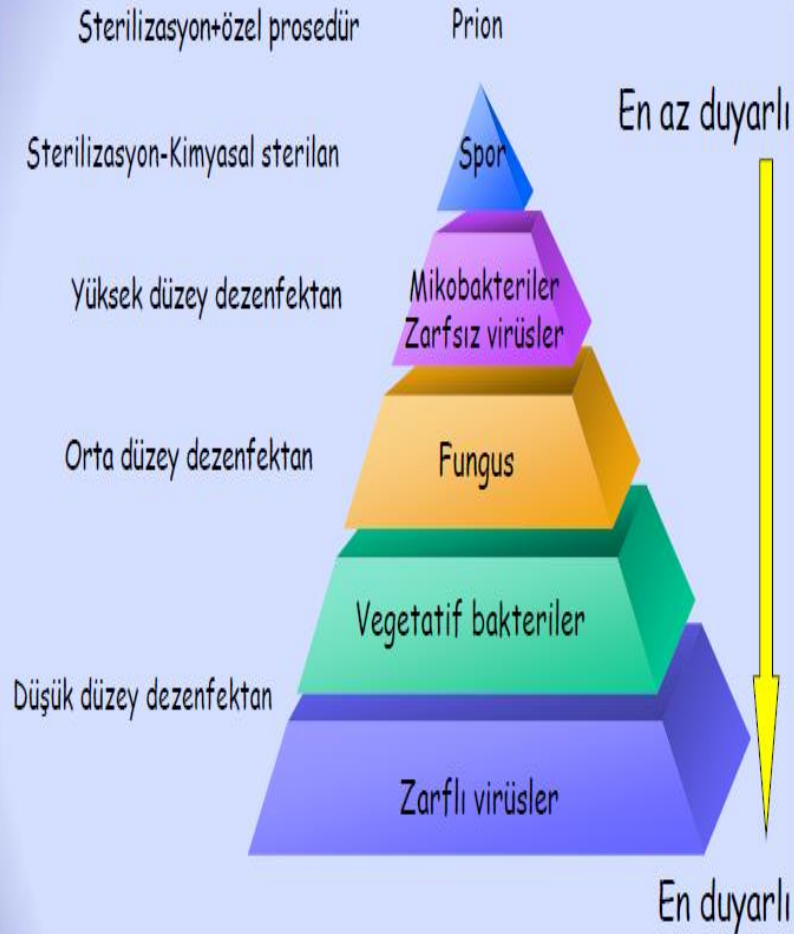 Sterilizasyon+özel prosedür
Prion
En az duyarlı
Sterilizasyon-Kimyasal sterilan
Spor
Yüksek düzey dezenfektan
Mikobakteriler
Zarfsız virüsler
Orta düzey dezenfektan
Fungus
Vegetatif bakteriler
Düşük düzey dezenfektan
Zarflı virüsler
En duyarlı